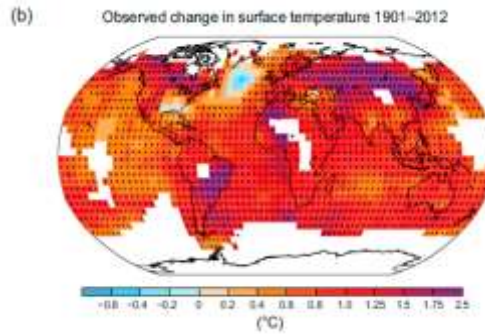 (b)
Observed change in surface temperature 1901–2012
−0.6 −0.4 −0.2 0 0.2 0.4 0.6 0.8 1.0 1.25 1.5 1.75 2.5
(°C)